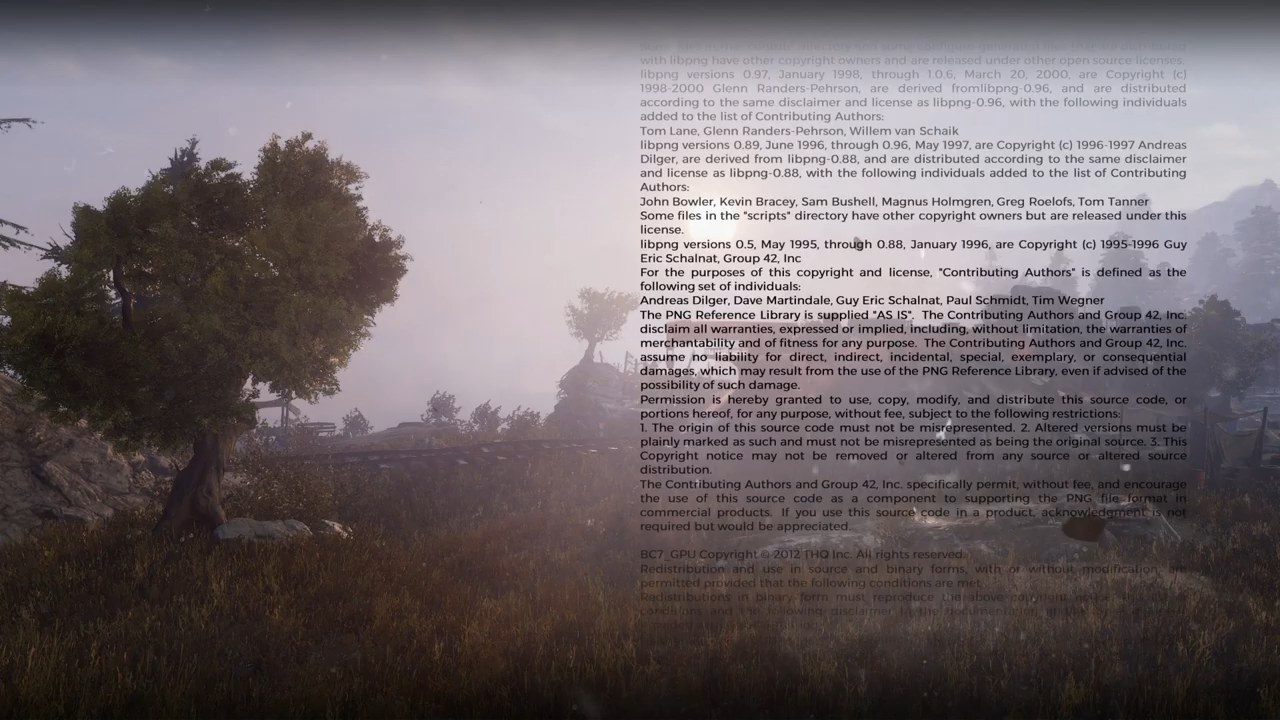 with libpng have other copyright owners and are released under other open source licenses.
libpng versions 0.97, January 1998, through 1.0.6, March 20, 2000, are Copyright (c)
1998-2000 Glenn Randers-Pehrson, are derived fromlibpng-0.96, and are distributed
according to the same disclaimer and license as libpng-0.96, with the following individuals
added to the list of Contributing Authors:
Tom Lane, Glenn Randers-Pehrson, Willem van Schaik
libpng versions 0.89, June 1996, through 0.96, May 1997, are Copyright (c) 1996-1997 Andreas
Dilger, are derived from libpng-0.88, and are distributed according to the same disclaimer
and license as libpng-0.88, with the following individuals added to the list of Contributing
Authors:
John Bowler, Kevin Bracey, Sam Bushell, Magnus Holmgren, Greg Roelofs, Tom Tanner
Some files in the "scripts" directory have other copyright owners but are released under this
license.
libpng versions 0.5, May 1995, through 0.88, January 1996, are Copyright (c) 1995-1996 Guy
Eric Schalnat, Group 42, Inc
For the purposes of this copyright and license, "Contributing Authors" is defined as the
following set of individuals:
Andreas Dilger, Dave Martindale, Guy Eric Schalnat, Paul Schmidt, Tim Wegner
The PNG Reference Library is supplied "AS IS".  The Contributing Authors and Group 42, Inc.
disclaim all warranties, expressed or implied, including, without limitation, the warranties of
merchantability and of fitness for any purpose.  The Contributing Authors and Group 42, Inc.
assume no liability for direct, indirect, incidental, special, exemplary, or consequential
damages, which may result from the use of the PNG Reference Library, even if advised of the
possibility of such damage.
Permission is hereby granted to use, copy, modify, and distribute this source code, or
portions hereof, for any purpose, without fee, subject to the following restrictions:
1. The origin of this source code must not be misrepresented. 2. Altered versions must be
plainly marked as such and must not be misrepresented as being the original source. 3. This
Copyright notice may not be removed or altered from any source or altered source
distribution.
The Contributing Authors and Group 42, Inc. specifically permit, without fee, and encourage
the use of this source code as a component to supporting the PNG file format in
commercial products.  If you use this source code in a product, acknowledgment is not
required but would be appreciated.
BC7_GPU Copyright © 2012 THQ Inc. All rights reserved.
Redistribution and use in source and binary forms, with or without modification, are
permitted provided that the following conditions are met:
Redistributions in binary form must reproduce the above copyright notice, this
conditions and the following disclaimer in the documentation